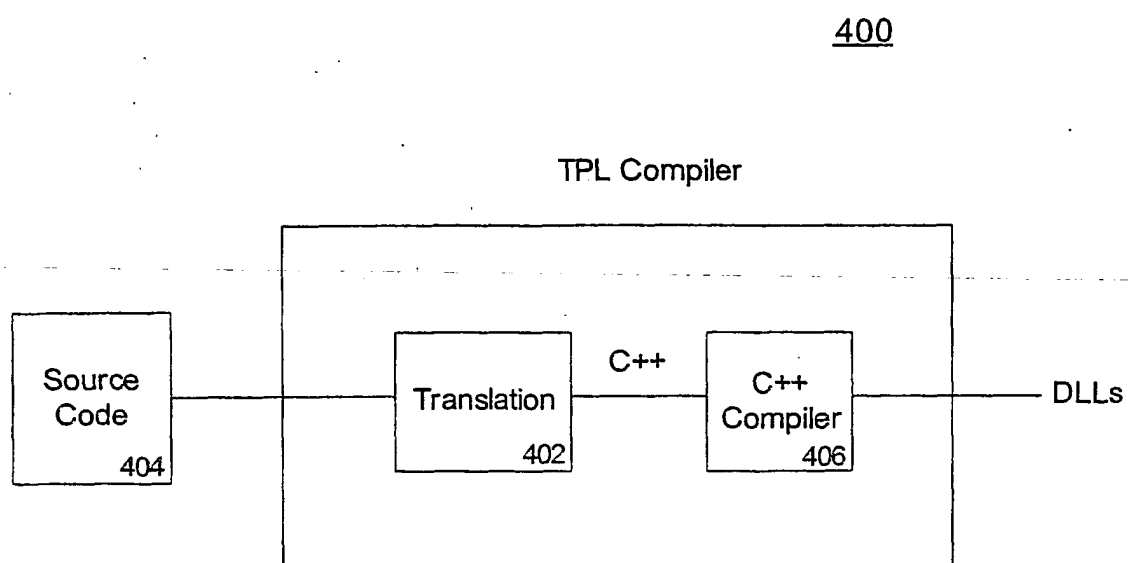 400
TPL Compiler
Source
Code
404
Translation
402
C++
C++
Compiler
406
DLLs